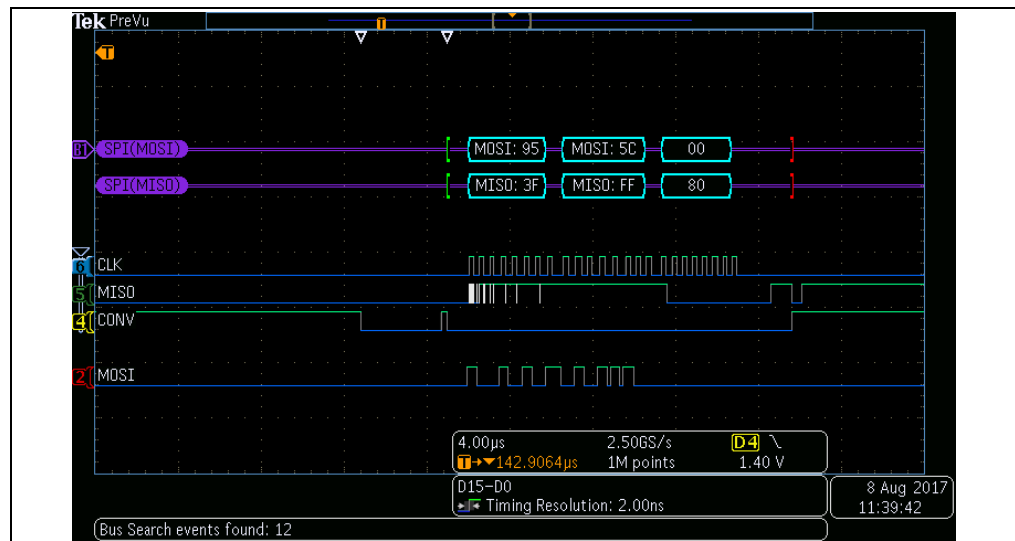 Tek PreVu
T
T
B1 SPI(MOSI) MOSI: 95 MOSI: 5C 00
SPI(MISO) MISO: 3F MISO: FF 80
6 CLK
5 MISO
4 CONV
2 MOSI
4.00µs 2.50GS/s D4
T→▼142.9064µs 1M points 1.40 V
D15-D0
Timing Resolution: 2.00ns
8 Aug 2017
11:39:42
Bus Search events found: 12